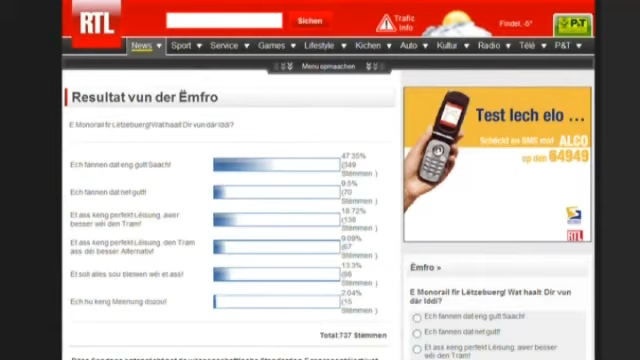 RTL
Sichen
Trafic
Info
Findel, -5°
P&T
News Sport Service Games Lifestyle Kichen Auto Kultur Radio Télé P&T
Menu opmaachen
Resultat vun der Ëmfro
E Monorail fir Lëtzebuerg! Wat haalt Dir vun där Iddi?
Ech fannen dat eng gutt Saach!
47.35%
(349
Stëmmen )
Ech fannen dat net gutt!
9.5%
(70
Stëmmen )
Et ass keng perfekt Léisung, awer
besser wéi den Tram!
18.72%
(138
Stëmmen )
Et ass keng perfekt Léisung, den Tram
ass déi besser Alternativ!
9.09%
(67
Stëmmen )
Et soll alles sou bleiwen wéi et ass!
13.3%
(98
Stëmmen )
Ech hu keng Meenung dozou!
2.04%
(15
Stëmmen )
Total: 737 Stëmmen
Test Iech elo ...
Schéckt en SMS mat ALCO
op den 64949
RTL
Ëmfro »
E Monorail fir Lëtzebuerg! Wat haalt Dir vun
där Iddi?
Ech fannen dat eng gutt Saach!
Ech fannen dat net gutt!
Et ass keng perfekt Léisung, awer
besser wéi den Tram!